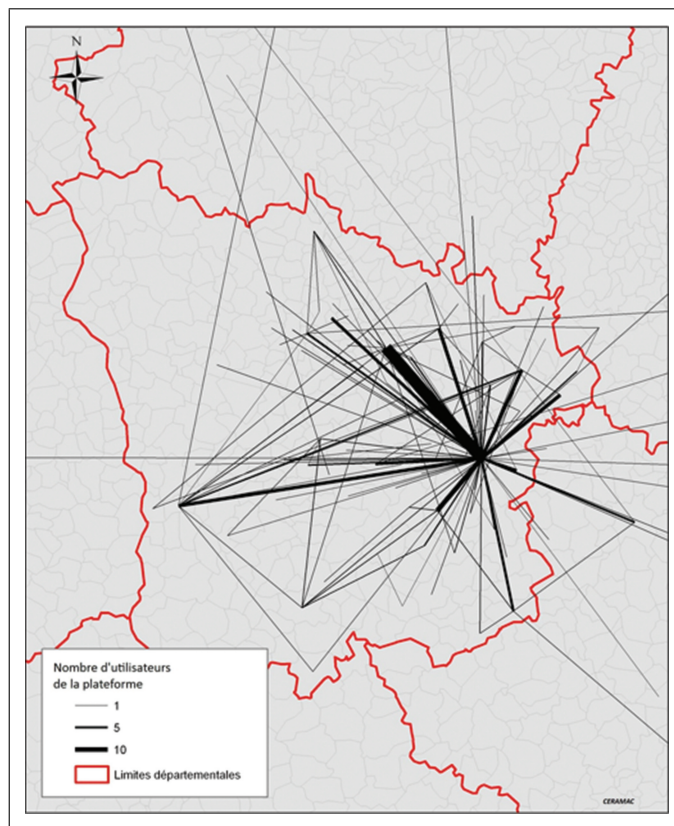 N
Nombre d'utilisateurs
de la plateforme
1
5
10
Limites départementales
CERAMAC